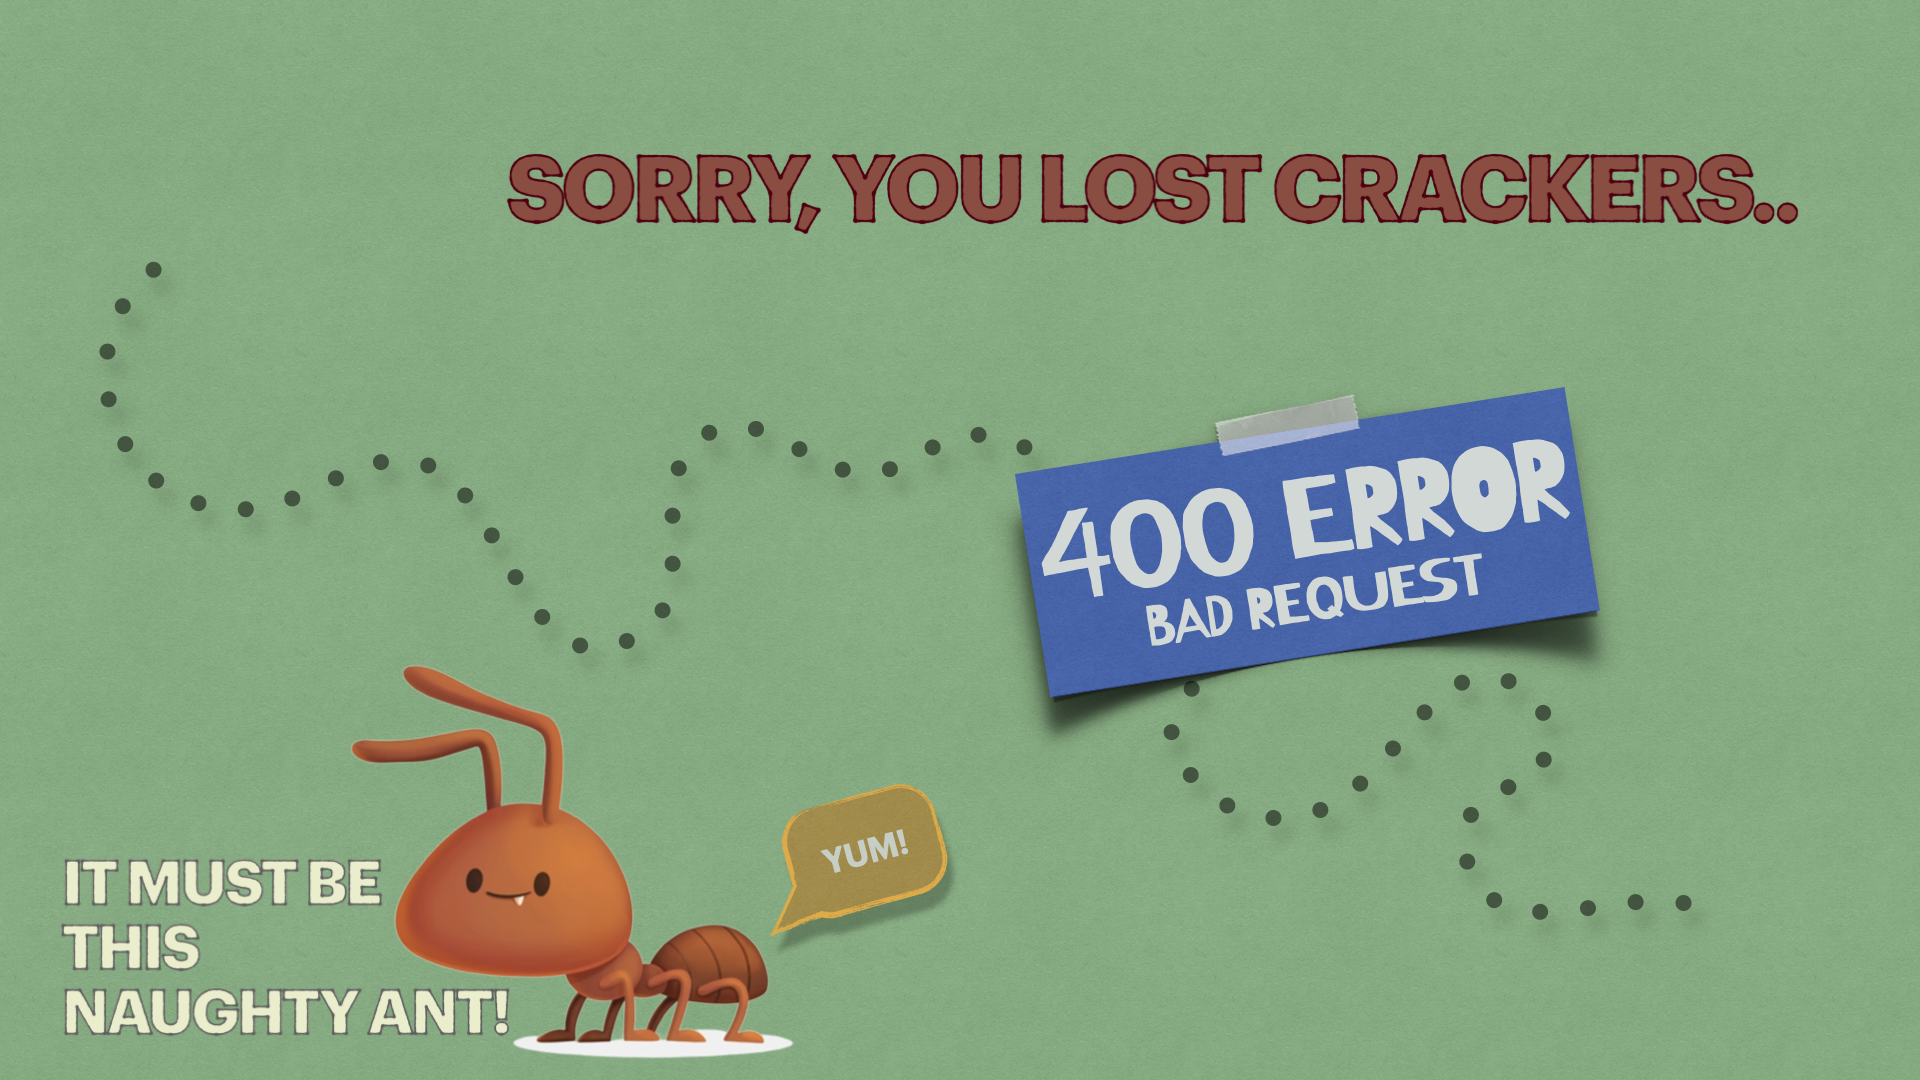 SORRY, YOU LOST CRACKERS..
400 ERROR
BAD REQUEST
YUM!
IT MUST BE
THIS
NAUGHTY ANT!